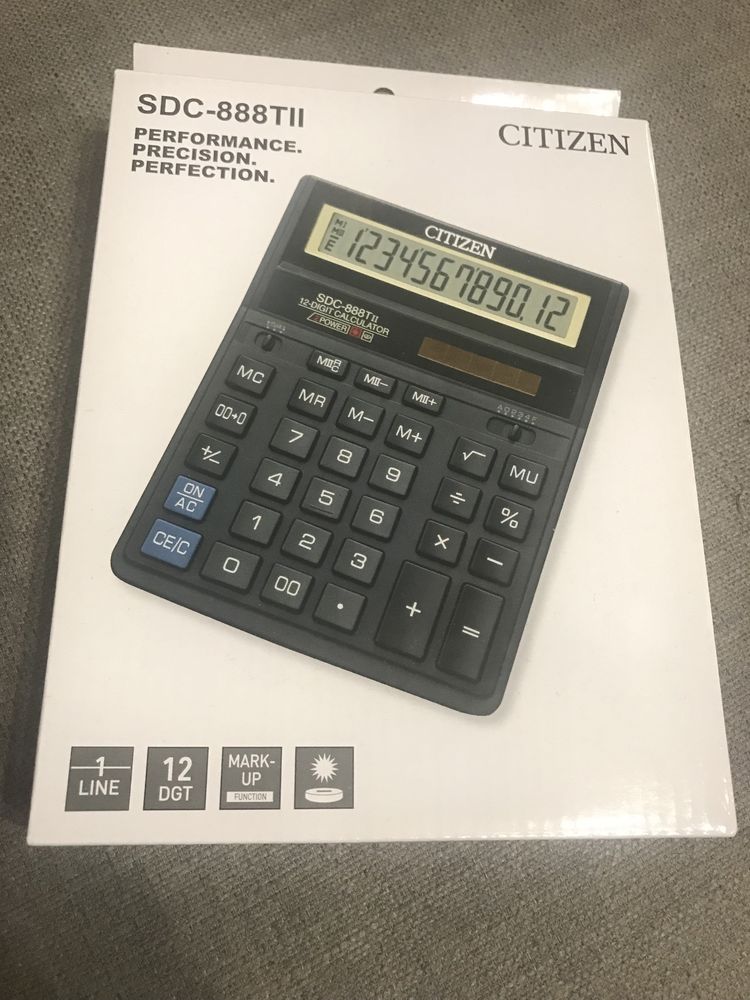 SDC-888TII
PERFORMANCE.
PRECISION.
PERFECTION.
CITIZEN
CITIZEN
1234567890.12
E
SDC-888TII
12-DIGIT CALCULATOR
POWER
MII-
MII+
MC
MR
M-
M+
00→0
7
8
9
√
MU
+/-
4
5
6
÷
%
ON
AC
1
2
3
×
−
CE/C
0
00
.
+
=
1
LINE
12
DGT
MARK-
UP
FUNCTION